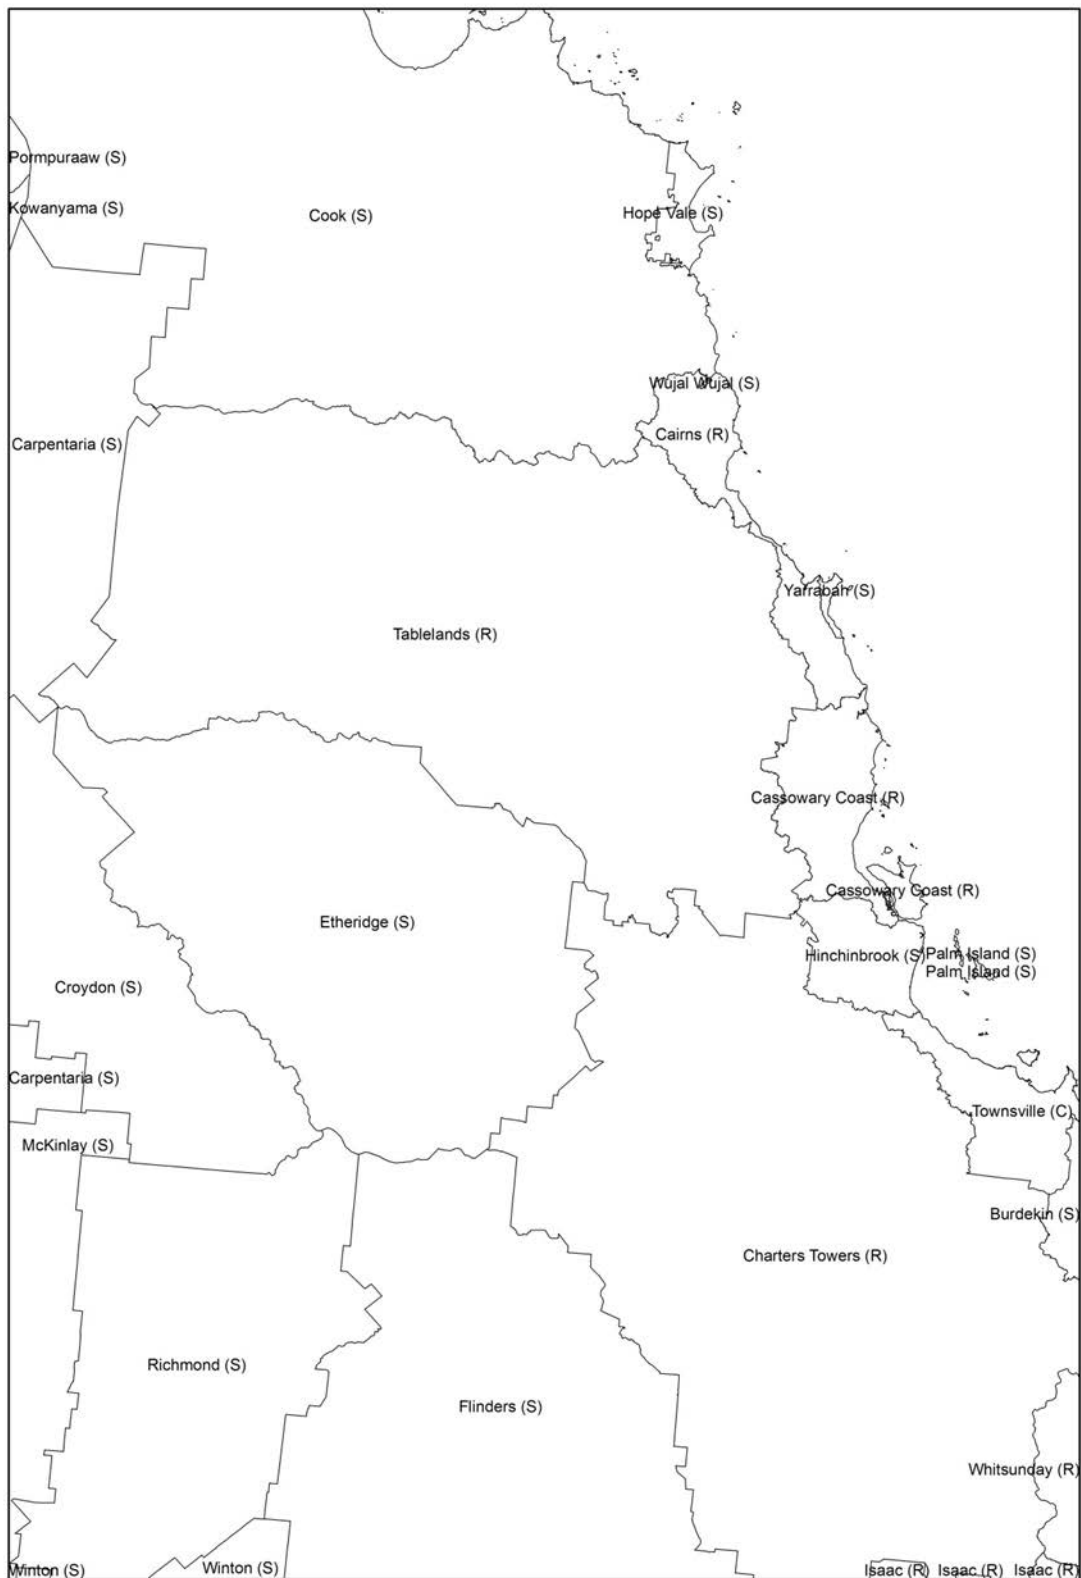 Pormpuraaw (S)
Kowanyama (S)
Cook (S)
Hope Vale (S)
Wujal Wujal (S)
Cairns (R)
Carpentaria (S)
Yarrabah (S)
Tablelands (R)
Cassowary Coast (R)
Cassowary Coast (R)
Etheridge (S)
Hinchinbrook (S)
Palm Island (S)
Palm Island (S)
Croydon (S)
Carpentaria (S)
Townsville (C)
McKinlay (S)
Burdekin (S)
Charters Towers (R)
Richmond (S)
Flinders (S)
Whitsunday (R)
Winton (S)
Winton (S)
Isaac (R)
Isaac (R)
Isaac (R)